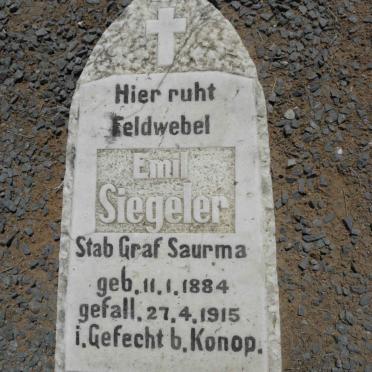 Hier ruht
Feldwebel
Emil
Siegeler
Stab Graf Saurma
geb. 11.1.1884
gefall. 27.4.1915
i. Gefecht b. Konop.